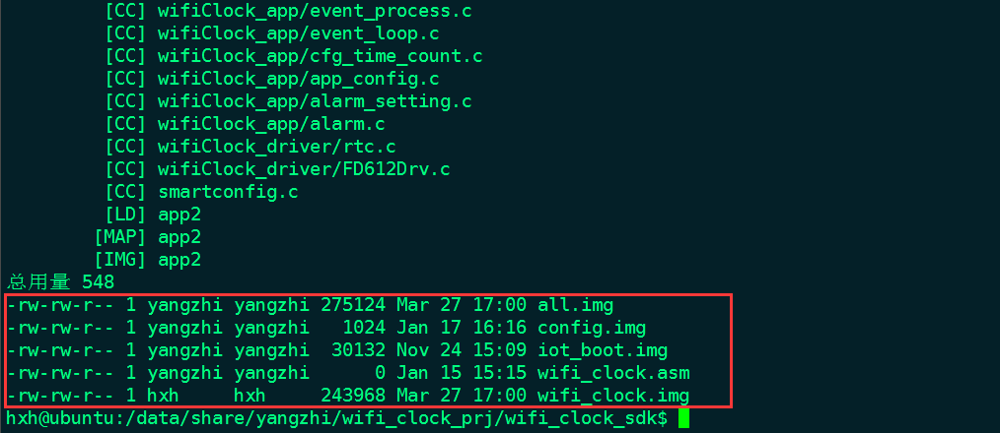 [CC] wifiClock_app/event_process.c
[CC] wifiClock_app/event_loop.c
[CC] wifiClock_app/cfg_time_count.c
[CC] wifiClock_app/app_config.c
[CC] wifiClock_app/alarm_setting.c
[CC] wifiClock_app/alarm.c
[CC] wifiClock_driver/rtc.c
[CC] wifiClock_driver/FD612Drv.c
[CC] smartconfig.c
[LD] app2
[MAP] app2
[IMG] app2
总用量 548
-rw-rw-r-- 1 yangzhi yangzhi 275124 Mar 27 17:00 all.img
-rw-rw-r-- 1 yangzhi yangzhi 1024 Jan 17 16:16 config.img
-rw-rw-r-- 1 yangzhi yangzhi 30132 Nov 24 15:09 iot_boot.img
-rw-rw-r-- 1 yangzhi yangzhi 0 Jan 15 15:15 wifi_clock.asm
-rw-rw-r-- 1 hxh hxh 243968 Mar 27 17:00 wifi_clock.img
hxh@ubuntu:/data/share/yangzhi/wifi_clock_prj/wifi_clock_sdk$